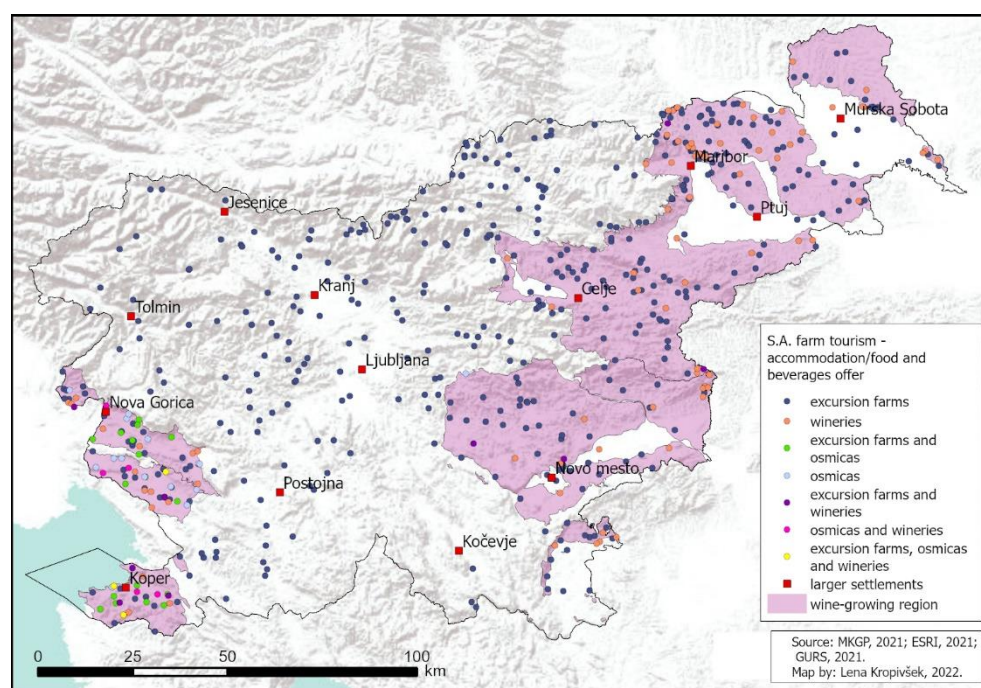 Murska Sobota
Maribor
Jesenice
Ptuj
Kranj
Celje
Tolmin
Ljubljana
Nova Gorica
Novo mesto
Postojna
Kočevje
Koper
S.A. farm tourism -
accommodation/food and
beverages offer
excursion farms
wineries
excursion farms and
osmicas
osmicas
excursion farms and
wineries
osmicas and wineries
excursion farms, osmicas
and wineries
larger settlements
wine-growing region
0 25 50 100
km
Source: MKGP, 2021; ESRI, 2021;
GURS, 2021.
Map by: Lena Kropivšek, 2022.